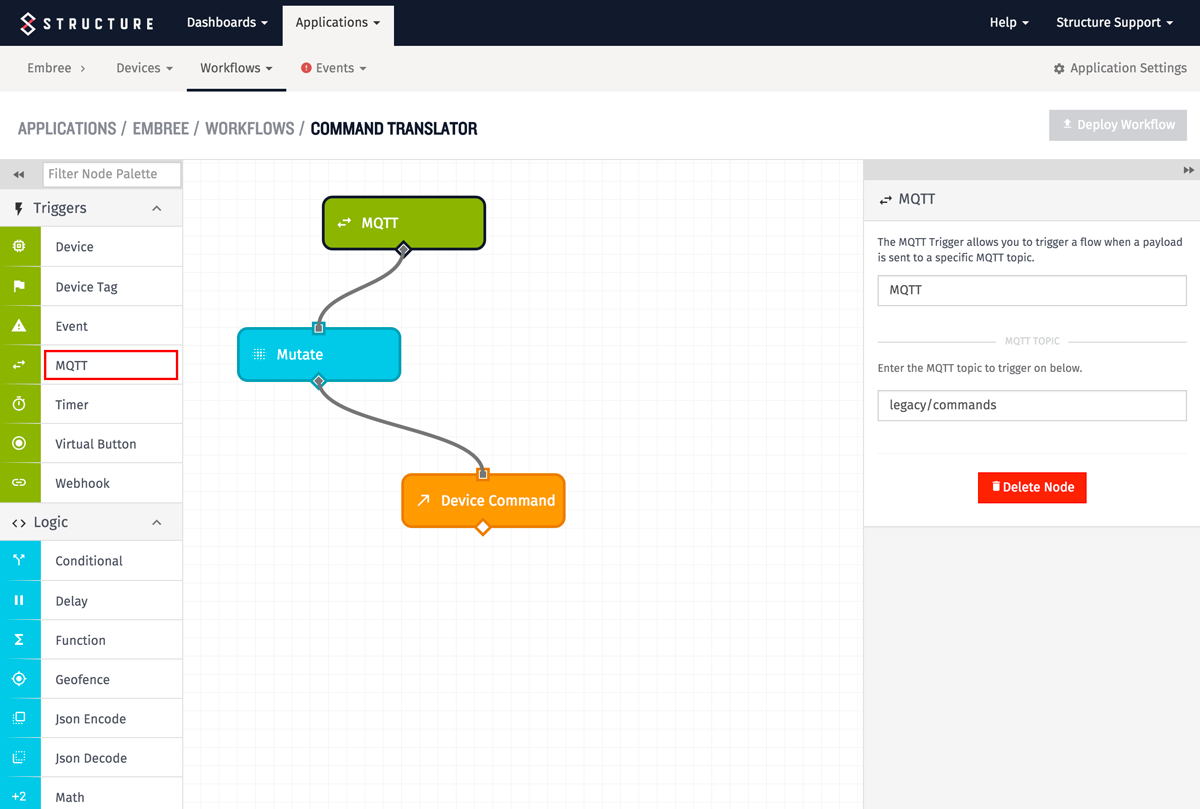 STRUCTURE
Dashboards
Applications
Help
Structure Support
Embree
Devices
Workflows
Events
Application Settings
APPLICATIONS / EMBREE / WORKFLOWS / COMMAND TRANSLATOR
Deploy Workflow
Filter Node Palette
Triggers
Device
Device Tag
Event
MQTT
Timer
Virtual Button
Webhook
Logic
Conditional
Delay
Function
Geofence
Json Encode
Json Decode
+2 Math
MQTT
Mutate
Device Command
MQTT
The MQTT Trigger allows you to trigger a flow when a payload
is sent to a specific MQTT topic.
MQTT
MQTT TOPIC
Enter the MQTT topic to trigger on below.
legacy/commands
Delete Node